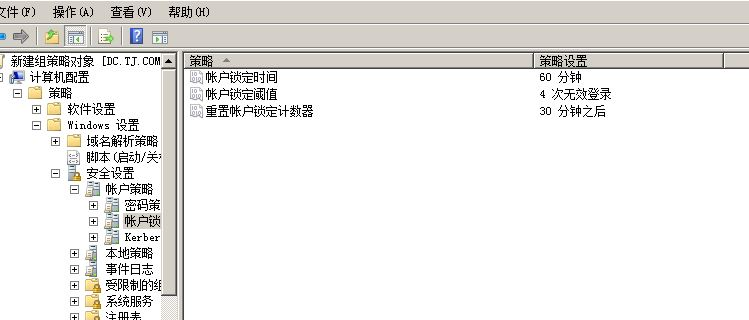 文件(F) 操作(A) 查看(V) 帮助(H)
新建组策略对象 [DC.TJ.COM
计算机配置
策略
软件设置
Windows 设置
域名解析策略
脚本(启动/关机
安全设置
帐户策略
密码策
帐户锁
Kerber
本地策略
事件日志
受限制的组
系统服务
注册表
策略 策略设置
帐户锁定时间 60 分钟
帐户锁定阈值 4 次无效登录
重置帐户锁定计数器 30 分钟之后